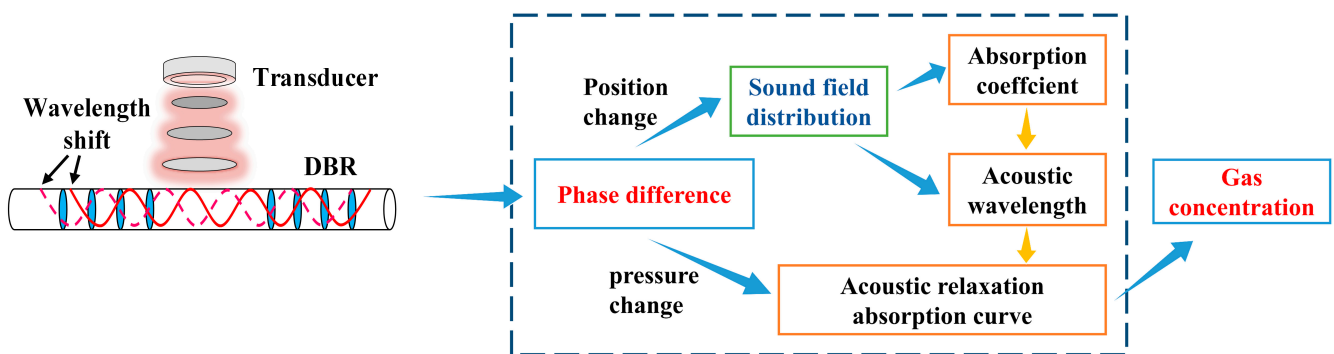 Transducer
Wavelength
shift
DBR
Position
change
Sound field
distribution
Absorption
coeffcient
Phase difference
Acoustic
wavelength
Gas
concentration
pressure
change
Acoustic relaxation
absorption curve